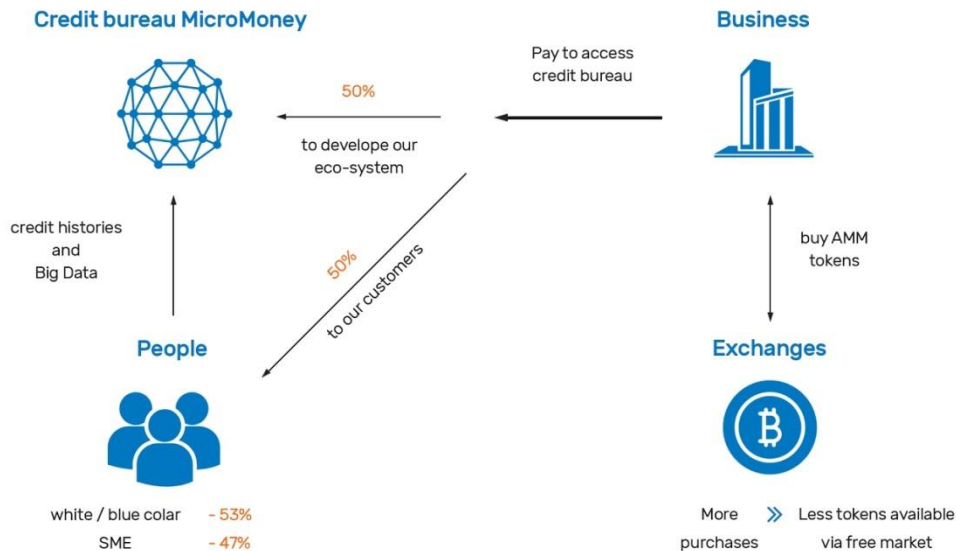 Credit bureau MicroMoney
Business
Pay to access
credit bureau
50%
to develope our
eco-system
credit histories
and
Big Data
50%
to our customers
buy AMM
tokens
People
Exchanges
white / blue colar - 53%
SME - 47%
More
purchases
Less tokens available
via free market